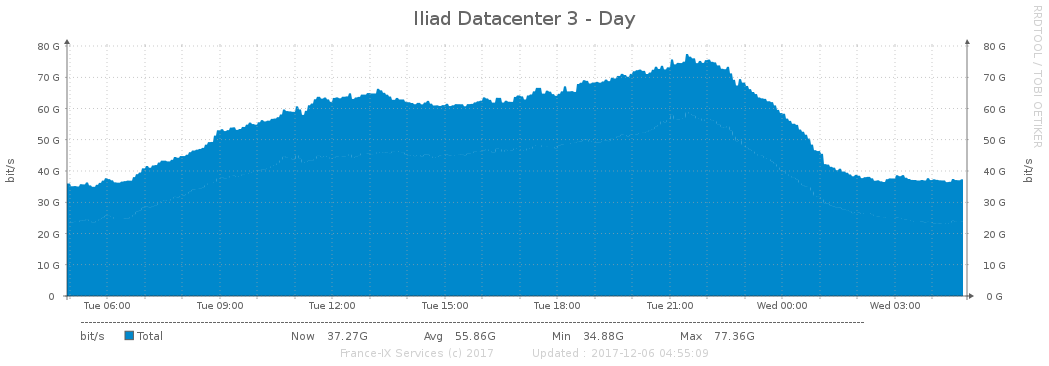 Iliad Datacenter 3 - Day
RRDTOOL / TOBI OETIKER
80 G 80 G
70 G 70 G
60 G 60 G
50 G 50 G
40 G 40 G
30 G 30 G
20 G 20 G
10 G 10 G
0 0 G
bit/s bit/s
Tue 06:00 Tue 09:00 Tue 12:00 Tue 15:00 Tue 18:00 Tue 21:00 Wed 00:00 Wed 03:00
bit/s Total Now 37.27G Avg 55.86G Min 34.88G Max 77.36G
France-IX Services (c) 2017 Updated : 2017-12-06 04:55:09